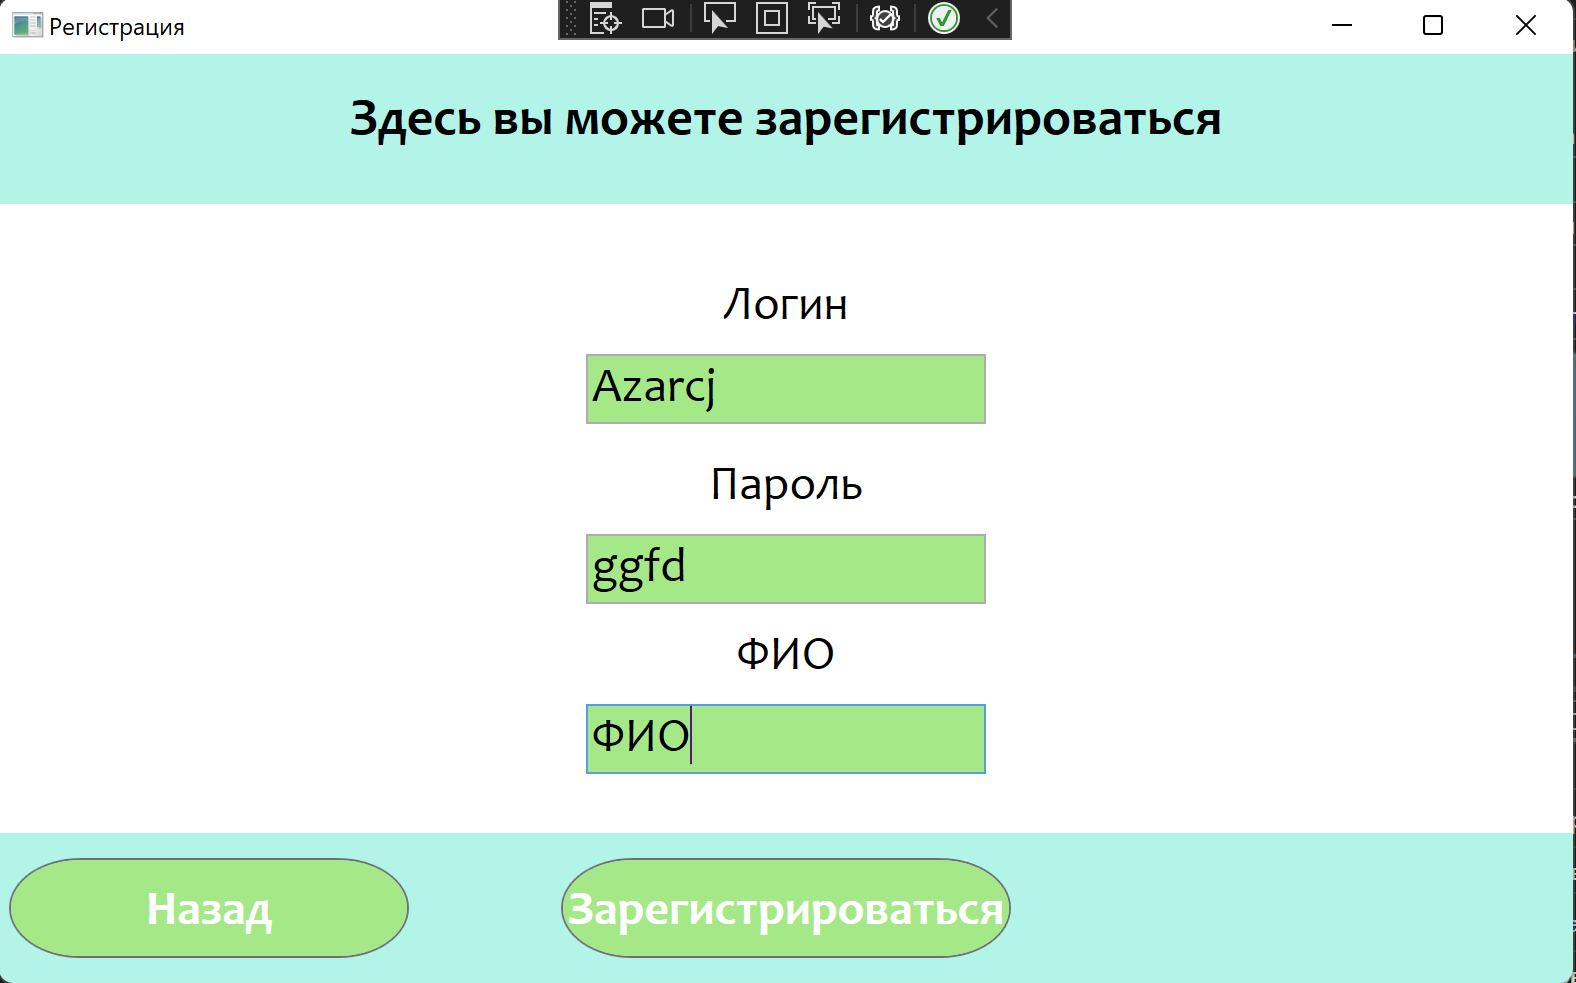 Регистрация
Здесь вы можете зарегистрироваться
Логин
Azarcj
Пароль
ggfd
ФИО
ФИО
Назад
Зарегистрироваться